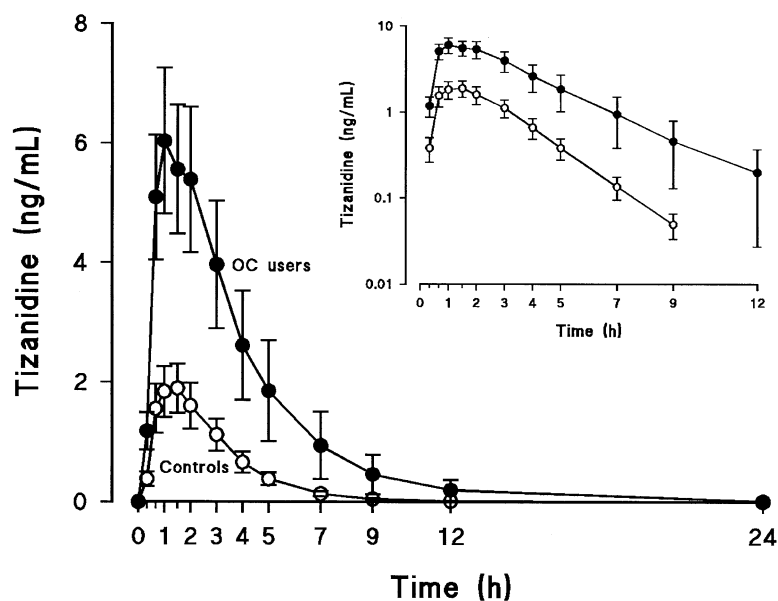 8
6
4
2
0
Tizanidine (ng/mL)
OC users
Controls
0 1 2 3 4 5 7 9 12 24
Time (h)
10
1
0.1
0.01
Tizanidine (ng/mL)
0 1 2 3 4 5 7 9 12
Time (h)